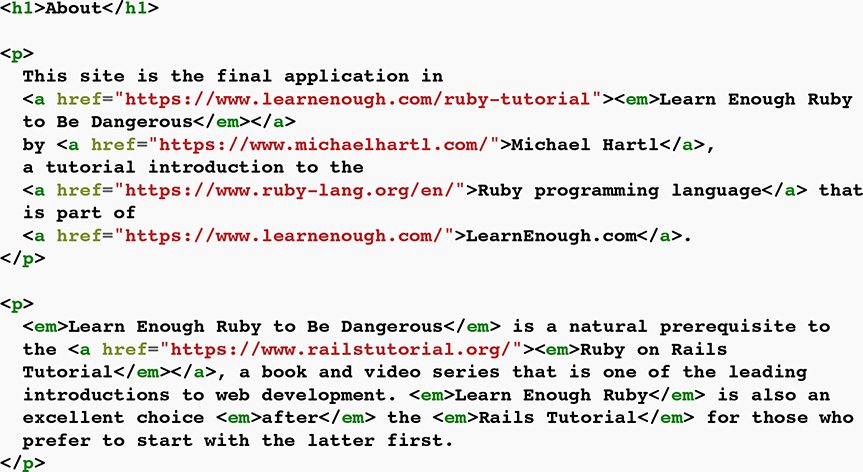 <h1>About</h1>
<p>
This site is the final application in
<a href="https://www.learnenough.com/ruby-tutorial"><em>Learn Enough Ruby
to Be Dangerous</em></a>
by <a href="https://www.michaelhartl.com/">Michael Hartl</a>,
a tutorial introduction to the
<a href="https://www.ruby-lang.org/en/">Ruby programming language</a> that
is part of
<a href="https://www.learnenough.com/">LearnEnough.com</a>.
</p>
<p>
<em>Learn Enough Ruby to Be Dangerous</em> is a natural prerequisite to
the <a href="https://www.railstutorial.org/"><em>Ruby on Rails
Tutorial</em></a>, a book and video series that is one of the leading
introductions to web development. <em>Learn Enough Ruby</em> is also an
excellent choice <em>after</em> the <em>Rails Tutorial</em> for those who
prefer to start with the latter first.
</p>